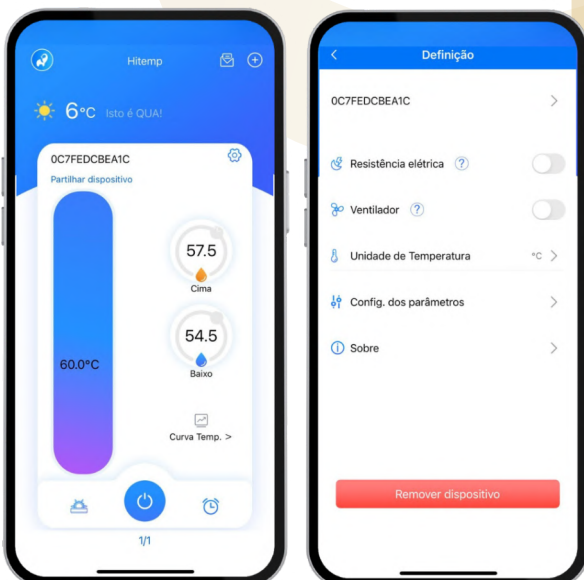 Hitemp
6°C Isto é QUA!
0C7FEDCBEA1C
Partilhar dispositivo
57.5
Cima
54.5
60.0°C
Baixo
Curva Temp. >
1/1
Definição
0C7FEDCBEA1C
Resistência elétrica ?
Ventilador ?
Unidade de Temperatura °C
Config. dos parâmetros
Sobre
Remover dispositivo